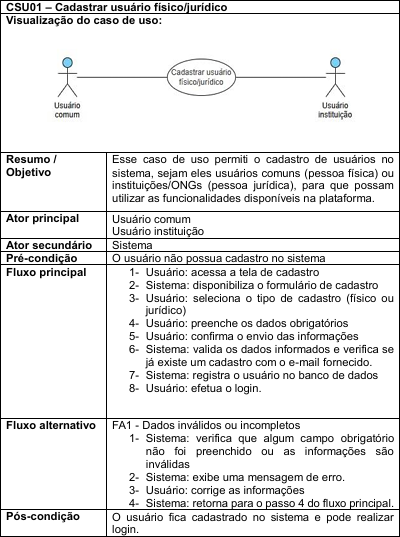 CSU01 – Cadastrar usuário físico/jurídico
Visualização do caso de uso:
Cadastrar usuário
físico/jurídico
Usuário
comum
Usuário
instituição
Resumo /
Objetivo
Esse caso de uso permiti o cadastro de usuários no
sistema, sejam eles usuários comuns (pessoa física) ou
instituições/ONGs (pessoa jurídica), para que possam
utilizar as funcionalidades disponíveis na plataforma.
Ator principal
Usuário comum
Usuário instituição
Ator secundário
Sistema
Pré-condição
O usuário não possua cadastro no sistema
Fluxo principal
1- Usuário: acessa a tela de cadastro
2- Sistema: disponibiliza o formulário de cadastro
3- Usuário: seleciona o tipo de cadastro (físico ou
jurídico)
4- Usuário: preenche os dados obrigatórios
5- Usuário: confirma o envio das informações
6- Sistema: valida os dados informados e verifica se
já existe um cadastro com o e-mail fornecido.
7- Sistema: registra o usuário no banco de dados
8- Usuário: efetua o login.
Fluxo alternativo
FA1 - Dados inválidos ou incompletos
1- Sistema: verifica que algum campo obrigatório
não foi preenchido ou as informações são
inválidas
2- Sistema: exibe uma mensagem de erro.
3- Usuário: corrige as informações
4- Sistema: retorna para o passo 4 do fluxo principal.
Pós-condição
O usuário fica cadastrado no sistema e pode realizar
login.